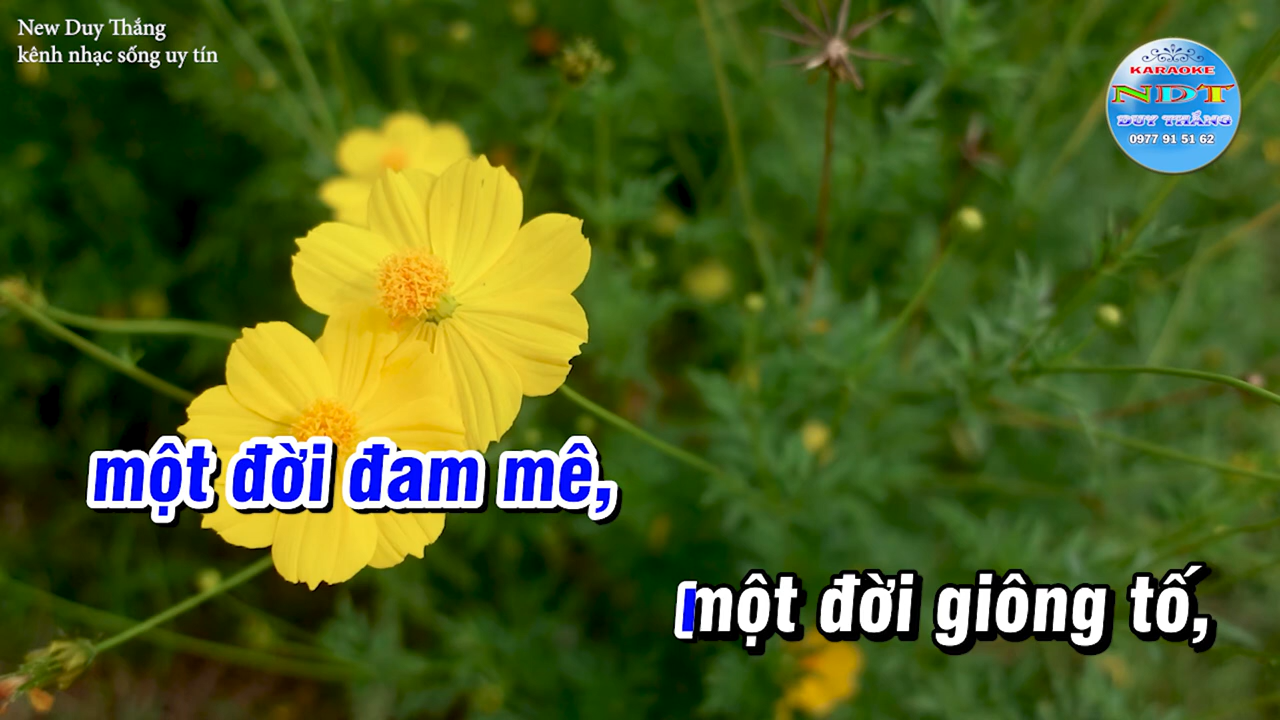 New Duy Thắng
kênh nhạc sống uy tín
KARAOKE
NDT
DUY THẮNG
0977 91 51 62
một đời đam mê,
một đời giông tố,